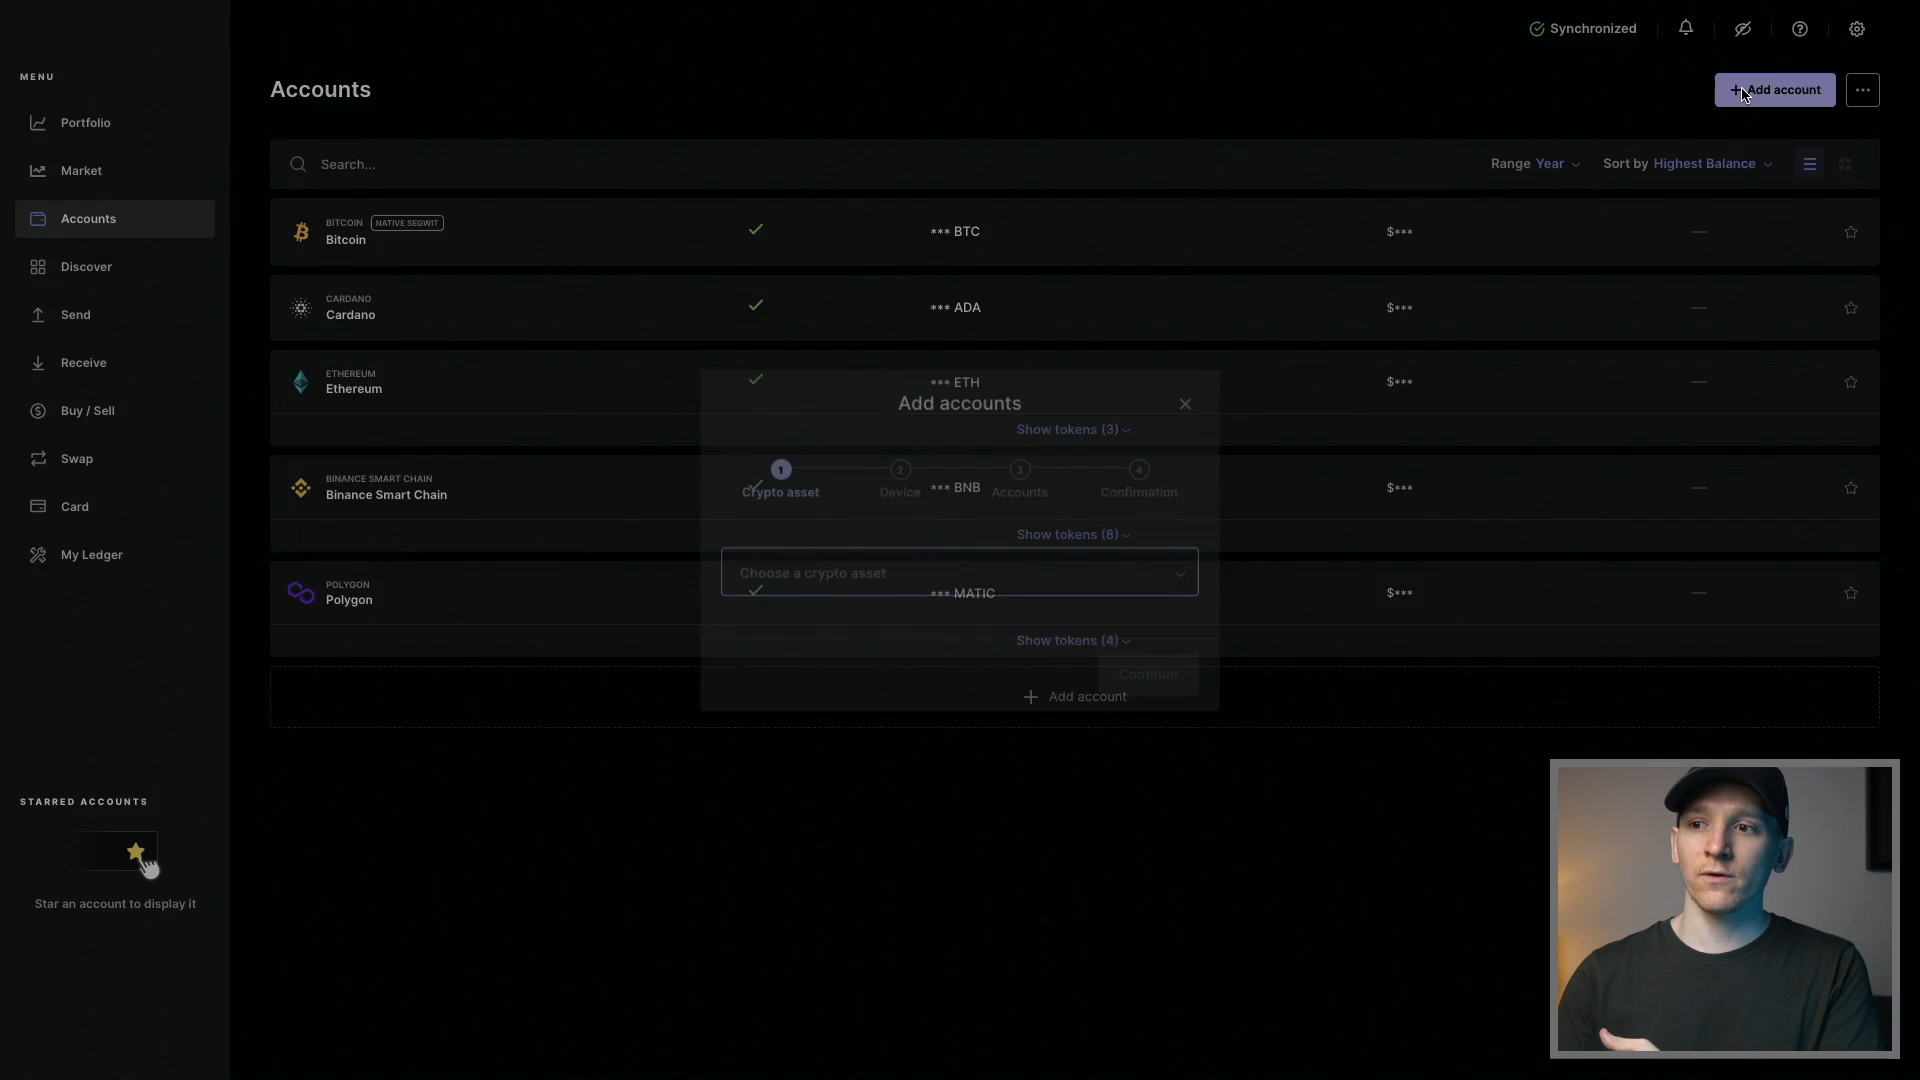 Synchronized
MENU
Portfolio
Market
Accounts
Discover
Send
Receive
Buy / Sell
Swap
Card
My Ledger
STARRED ACCOUNTS
Star an account to display it
Accounts
Add account
Search...
Range Year
Sort by Highest Balance
BITCOIN NATIVE SEGWIT
Bitcoin
*** BTC
$***
CARDANO
Cardano
*** ADA
$***
ETHEREUM
Ethereum
*** ETH
$***
Show tokens (3)
BINANCE SMART CHAIN
Binance Smart Chain
*** BNB
$***
Show tokens (8)
POLYGON
Polygon
*** MATIC
$***
Show tokens (4)
Add account
Add accounts
1 2 3 4
Crypto asset Device Accounts Confirmation
Choose a crypto asset
Continue